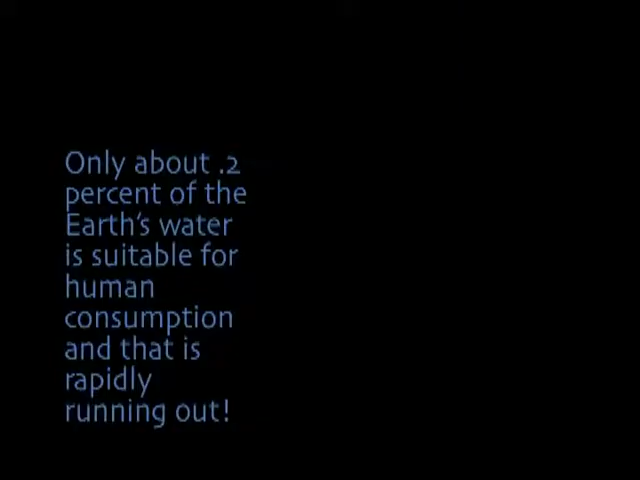 Only about .2
percent of the
Earth's water
is suitable for
human
consumption
and that is
rapidly
running out!